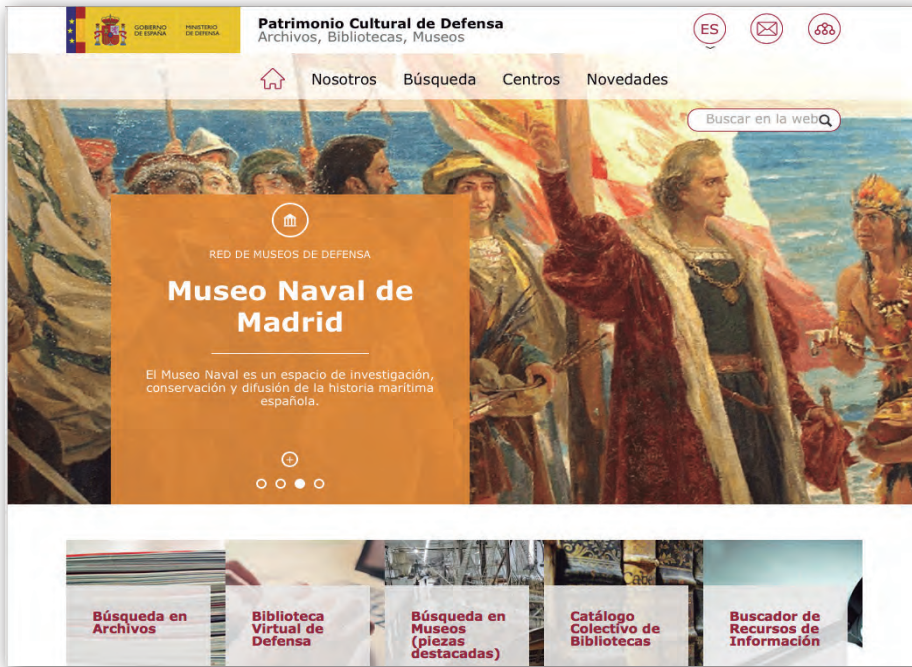 GOBIERNO DE ESPAÑA
MINISTERIO DE DEFENSA
Patrimonio Cultural de Defensa
Archivos, Bibliotecas, Museos
ES
Nosotros Búsqueda Centros Novedades
Buscar en la web
RED DE MUSEOS DE DEFENSA
Museo Naval de
Madrid
El Museo Naval es un espacio de investigación,
conservación y difusión de la historia marítima
española.
Búsqueda en
Archivos
Biblioteca
Virtual de
Defensa
Búsqueda en
Museos
(piezas
destacadas)
Catálogo
Colectivo de
Bibliotecas
Buscador de
Recursos de
Información